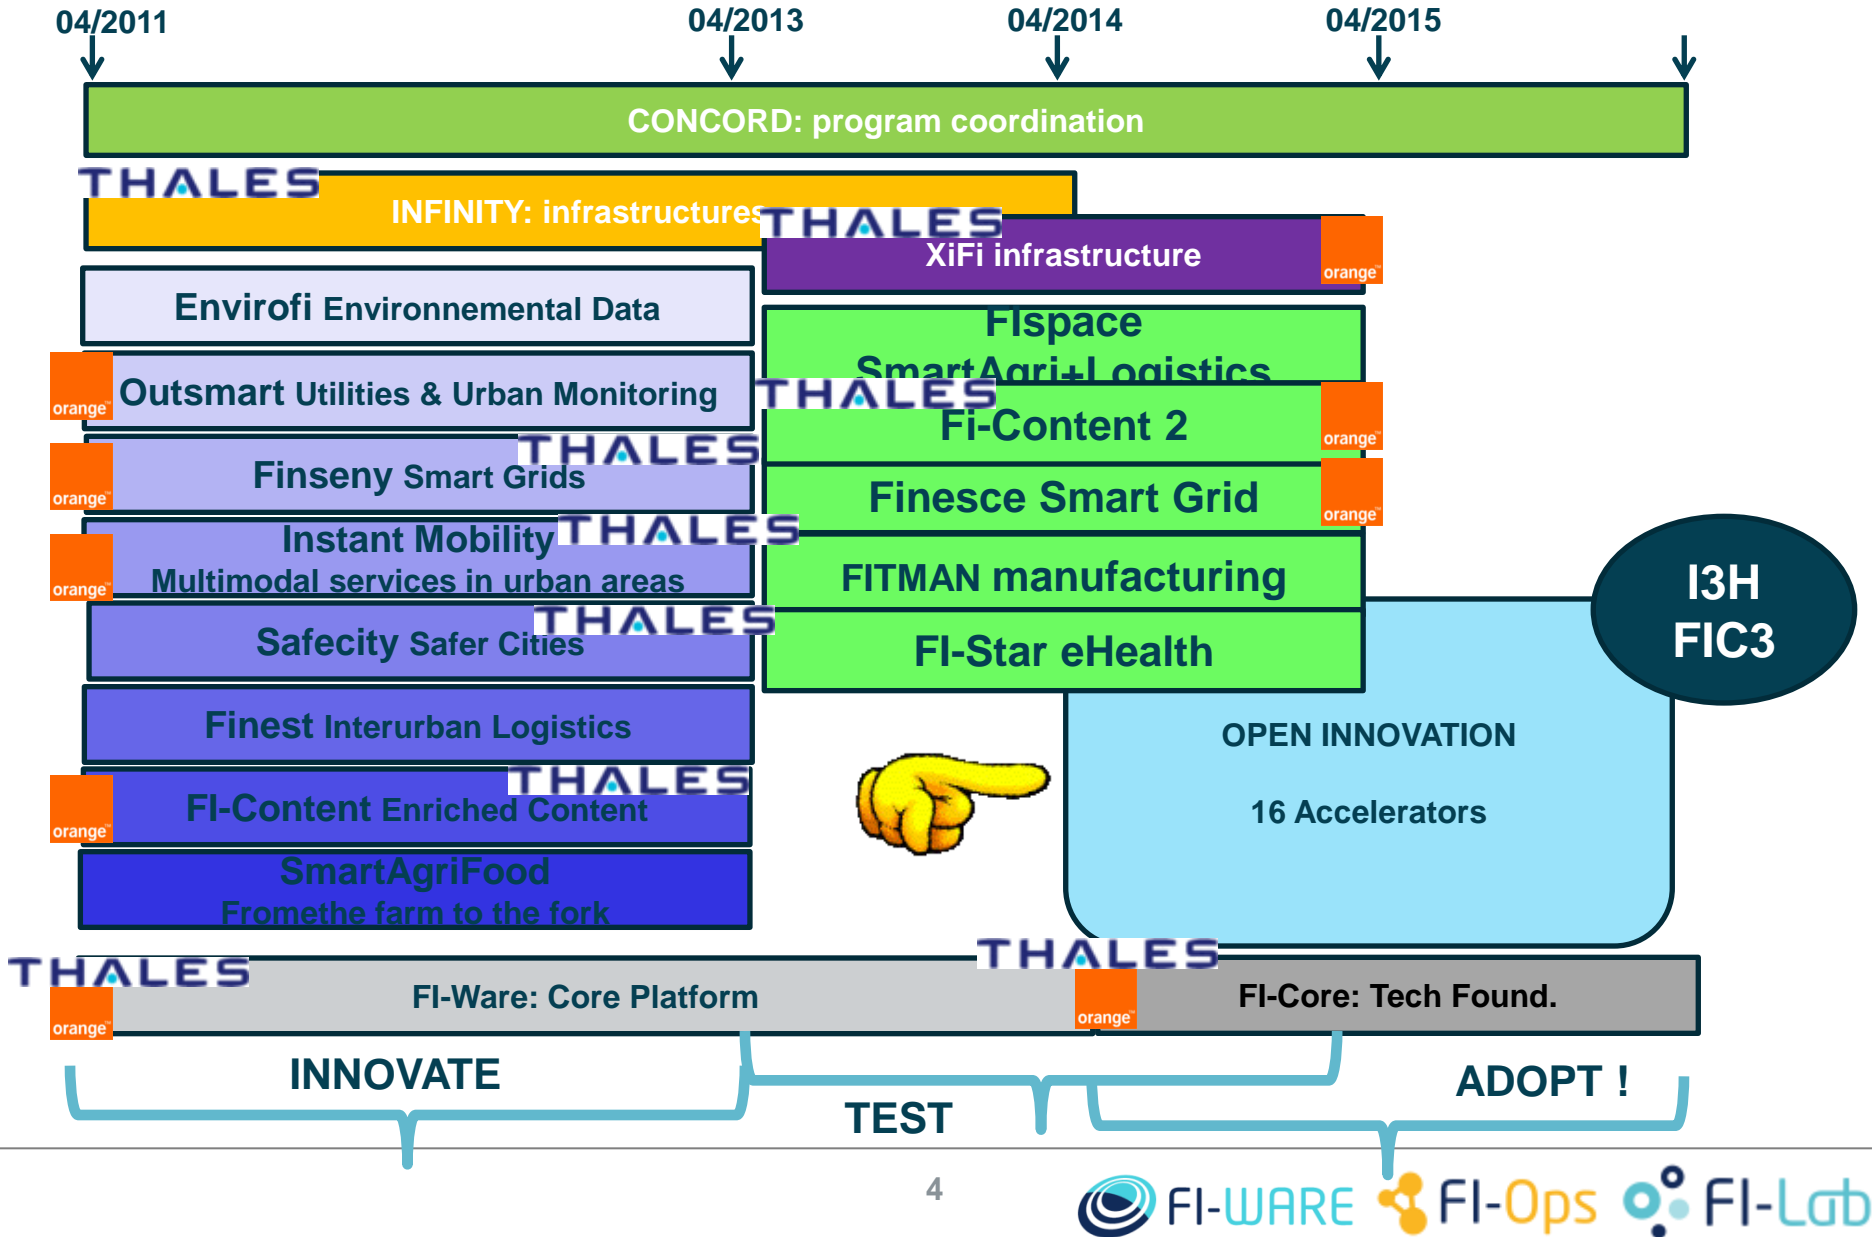 04/2011
04/2013
04/2014
04/2015
CONCORD: program coordination
THALES
INFINITY: infrastructures
THALES
XiFi infrastructure
orange
Envirofi Environnemental Data
FIspace
SmartAgri+Logistics
orange
Outsmart Utilities & Urban Monitoring
THALES
Fi-Content 2
orange
orange
Finseny Smart Grids
THALES
Finesce Smart Grid
orange
orange
Instant Mobility
THALES
Multimodal services in urban areas
FITMAN manufacturing
I3H
FIC3
Safecity Safer Cities
THALES
FI-Star eHealth
Finest Interurban Logistics
OPEN INNOVATION
16 Accelerators
orange
FI-Content Enriched Content
THALES
SmartAgriFood
Fromethe farm to the fork
THALES
orange
FI-Ware: Core Platform
THALES
orange
FI-Core: Tech Found.
INNOVATE
TEST
ADOPT !
4
FI-WARE
FI-Ops
FI-Lab